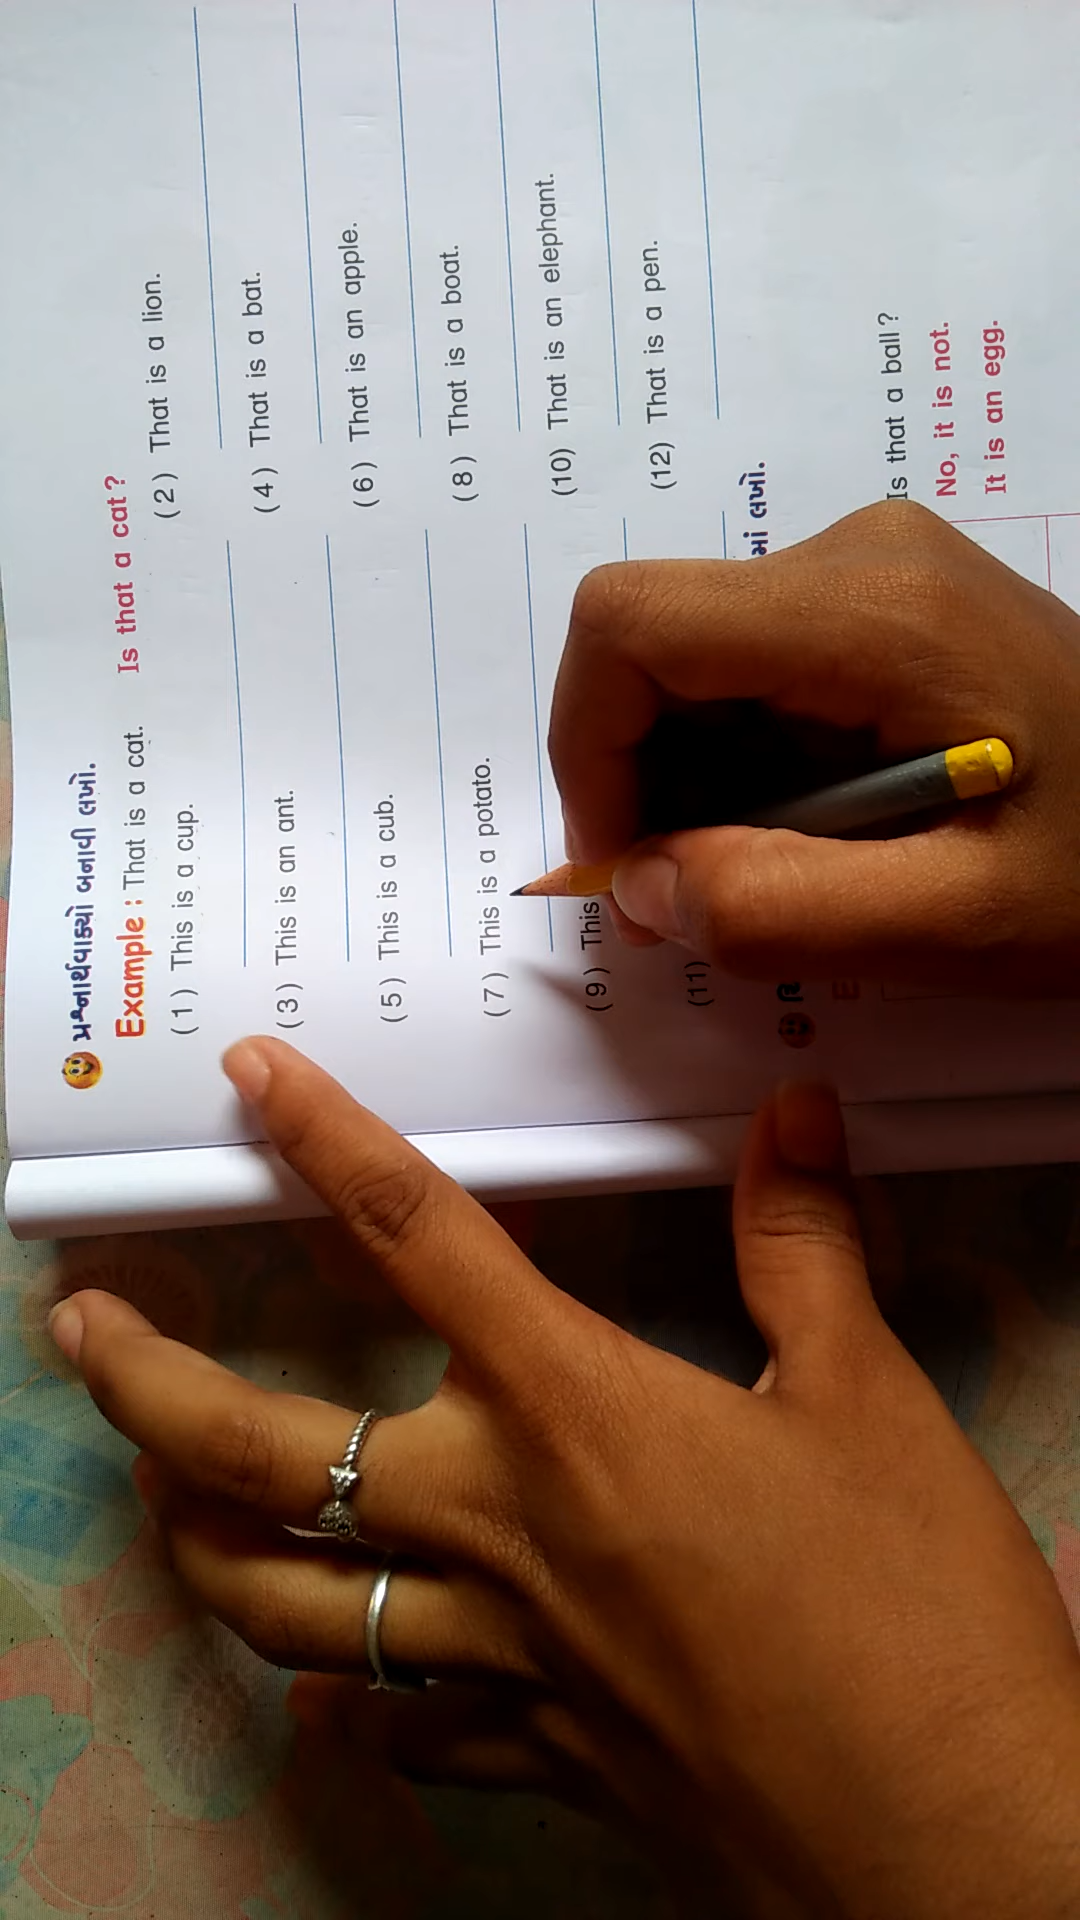 પ્રશ્નાર્થવાક્યો બનાવી લખો.
Example : That is a cat. Is that a cat?
(1) This is a cup. (2) That is a lion.
(3) This is an ant. (4) That is a bat.
(5) This is a cub. (6) That is an apple.
(7) This is a potato. (8) That is a boat.
(9) This (10) That is an elephant.
(11) (12) That is a pen.
માં લખો.
Is that a ball?
No, it is not.
It is an egg.